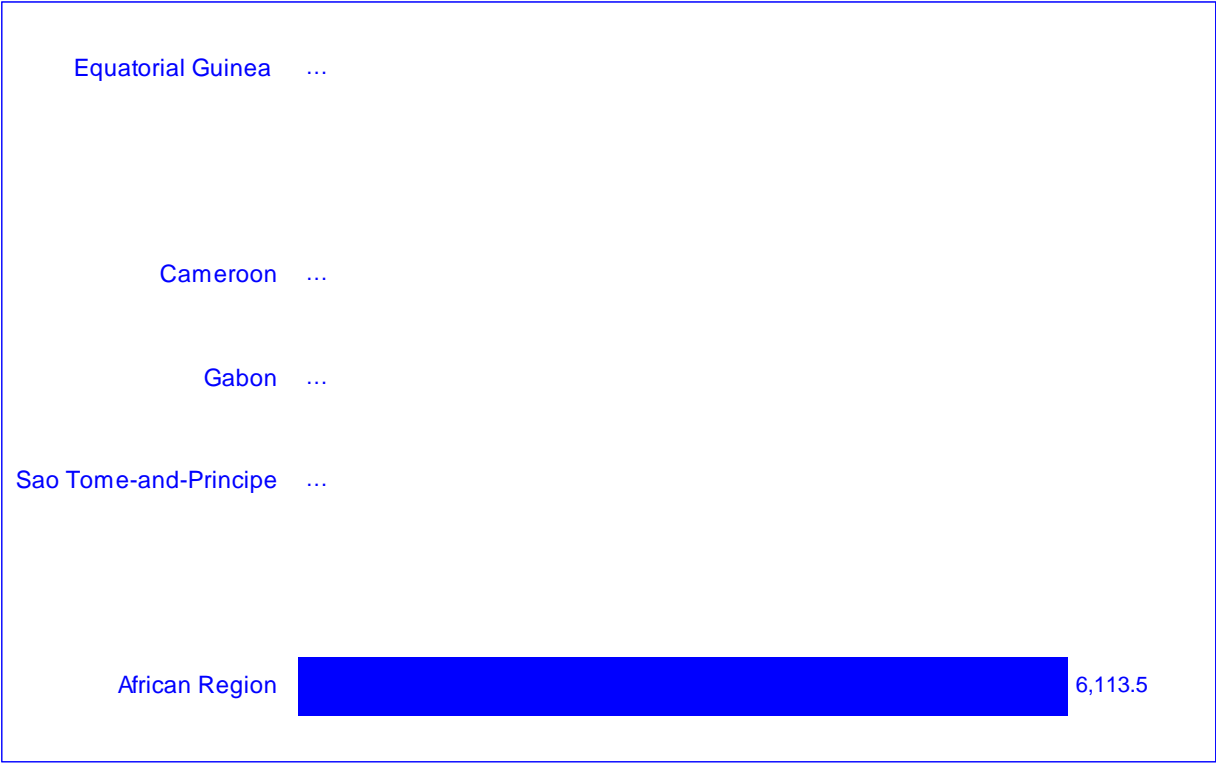 Equatorial Guinea ...
Cameroon ...
Gabon ...
Sao Tome-and-Principe ...
African Region 6,113.5